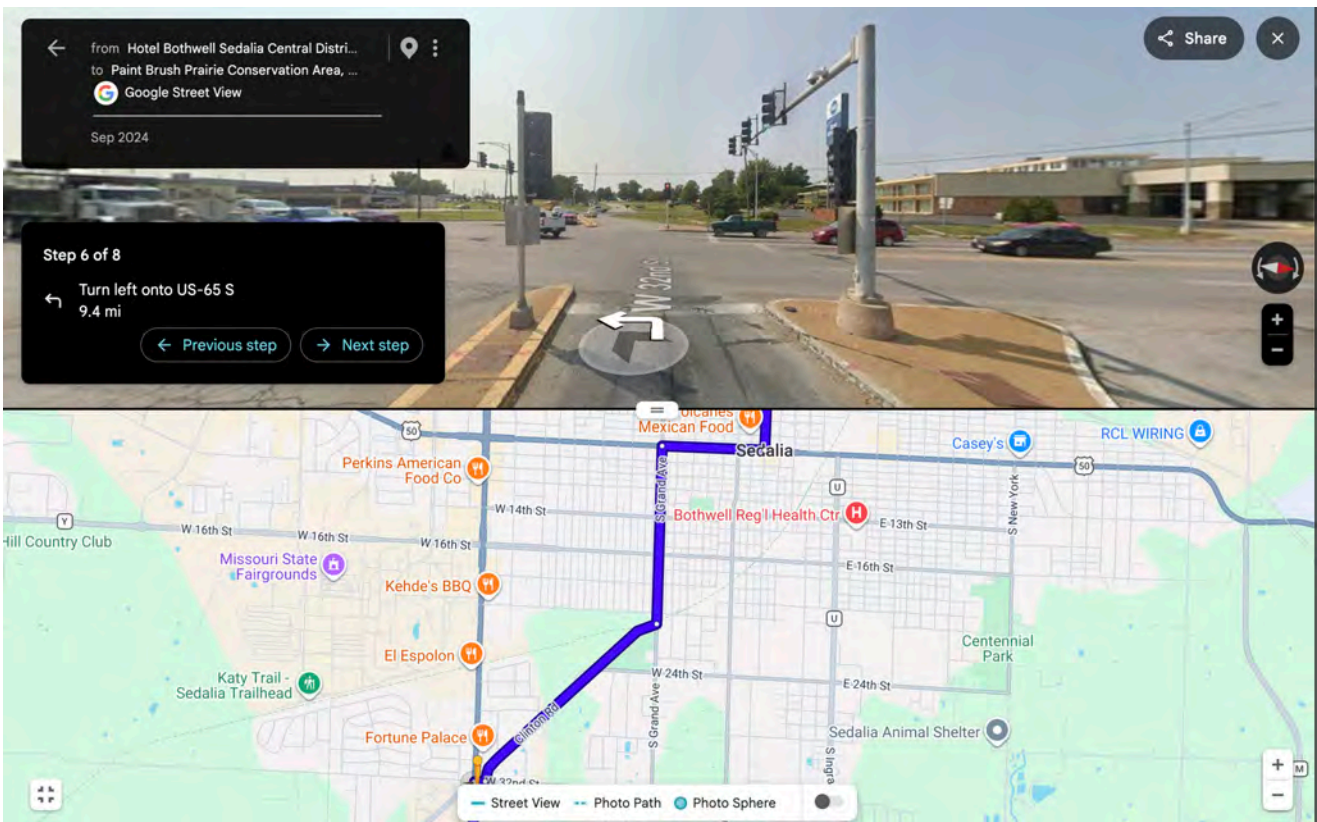 from Hotel Bothwell Sedalia Central Distri...
to Paint Brush Prairie Conservation Area, ...
Google Street View
Sep 2024
Share
Step 6 of 8
Turn left onto US-65 S
9.4 mi
Previous step
Next step
W 32nd S
Mexican Food
Sedalia
Casey's
RCL WIRING
50
50
Perkins American
Food Co
S Grand Ave
U
S New York
W 14th St
Bothwell Reg'l Health Ctr
H
E 13th St
Y
Hill Country Club
W 16th St
W 16th St
W 16th St
E 16th St
Missouri State
Fairgrounds
Kehde's BBQ
U
Centennial
Park
El Espolon
W 24th St
E 24th St
Katy Trail -
Sedalia Trailhead
Clinton Rd
S Grand Ave
Fortune Palace
Sedalia Animal Shelter
S Ingra
W 32nd St
M
Street View
Photo Path
Photo Sphere